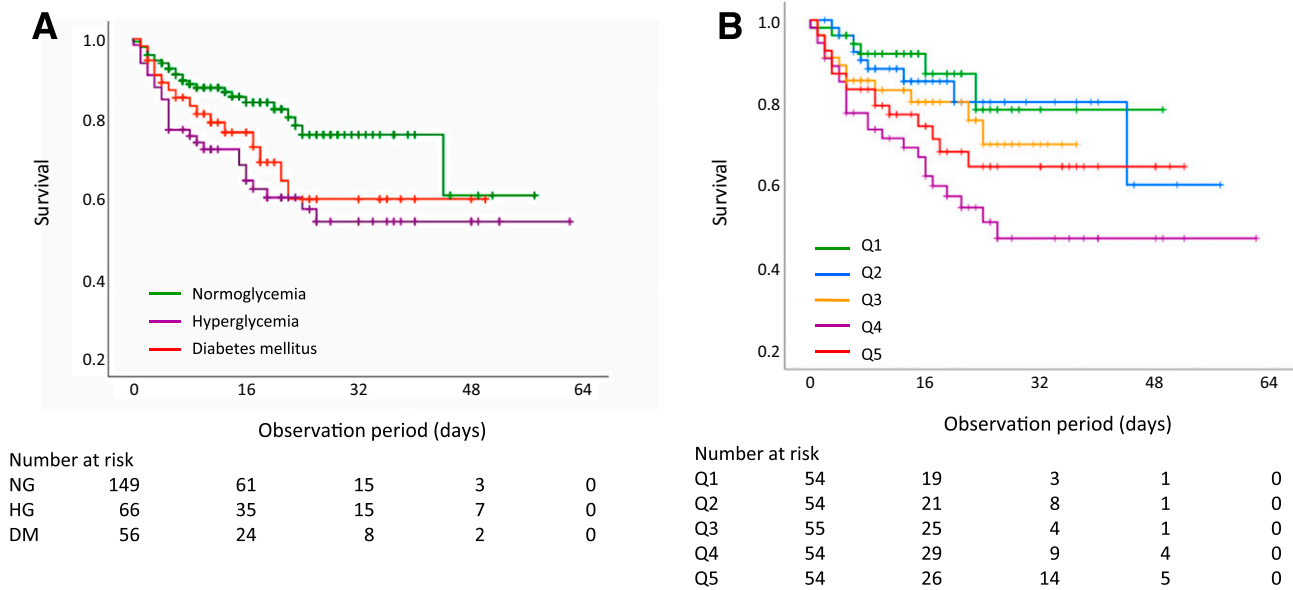 A
Survival
1.0
0.8
0.6
0.4
0.2
Normoglycemia
Hyperglycemia
Diabetes mellitus
0 16 32 48 64
Observation period (days)
Number at risk
NG 149 61 15 3 0
HG 66 35 15 7 0
DM 56 24 8 2 0
B
Survival
1.0
0.8
0.6
0.4
0.2
Q1
Q2
Q3
Q4
Q5
0 16 32 48 64
Observation period (days)
Number at risk
Q1 54 19 3 1 0
Q2 54 21 8 1 0
Q3 55 25 4 1 0
Q4 54 29 9 4 0
Q5 54 26 14 5 0